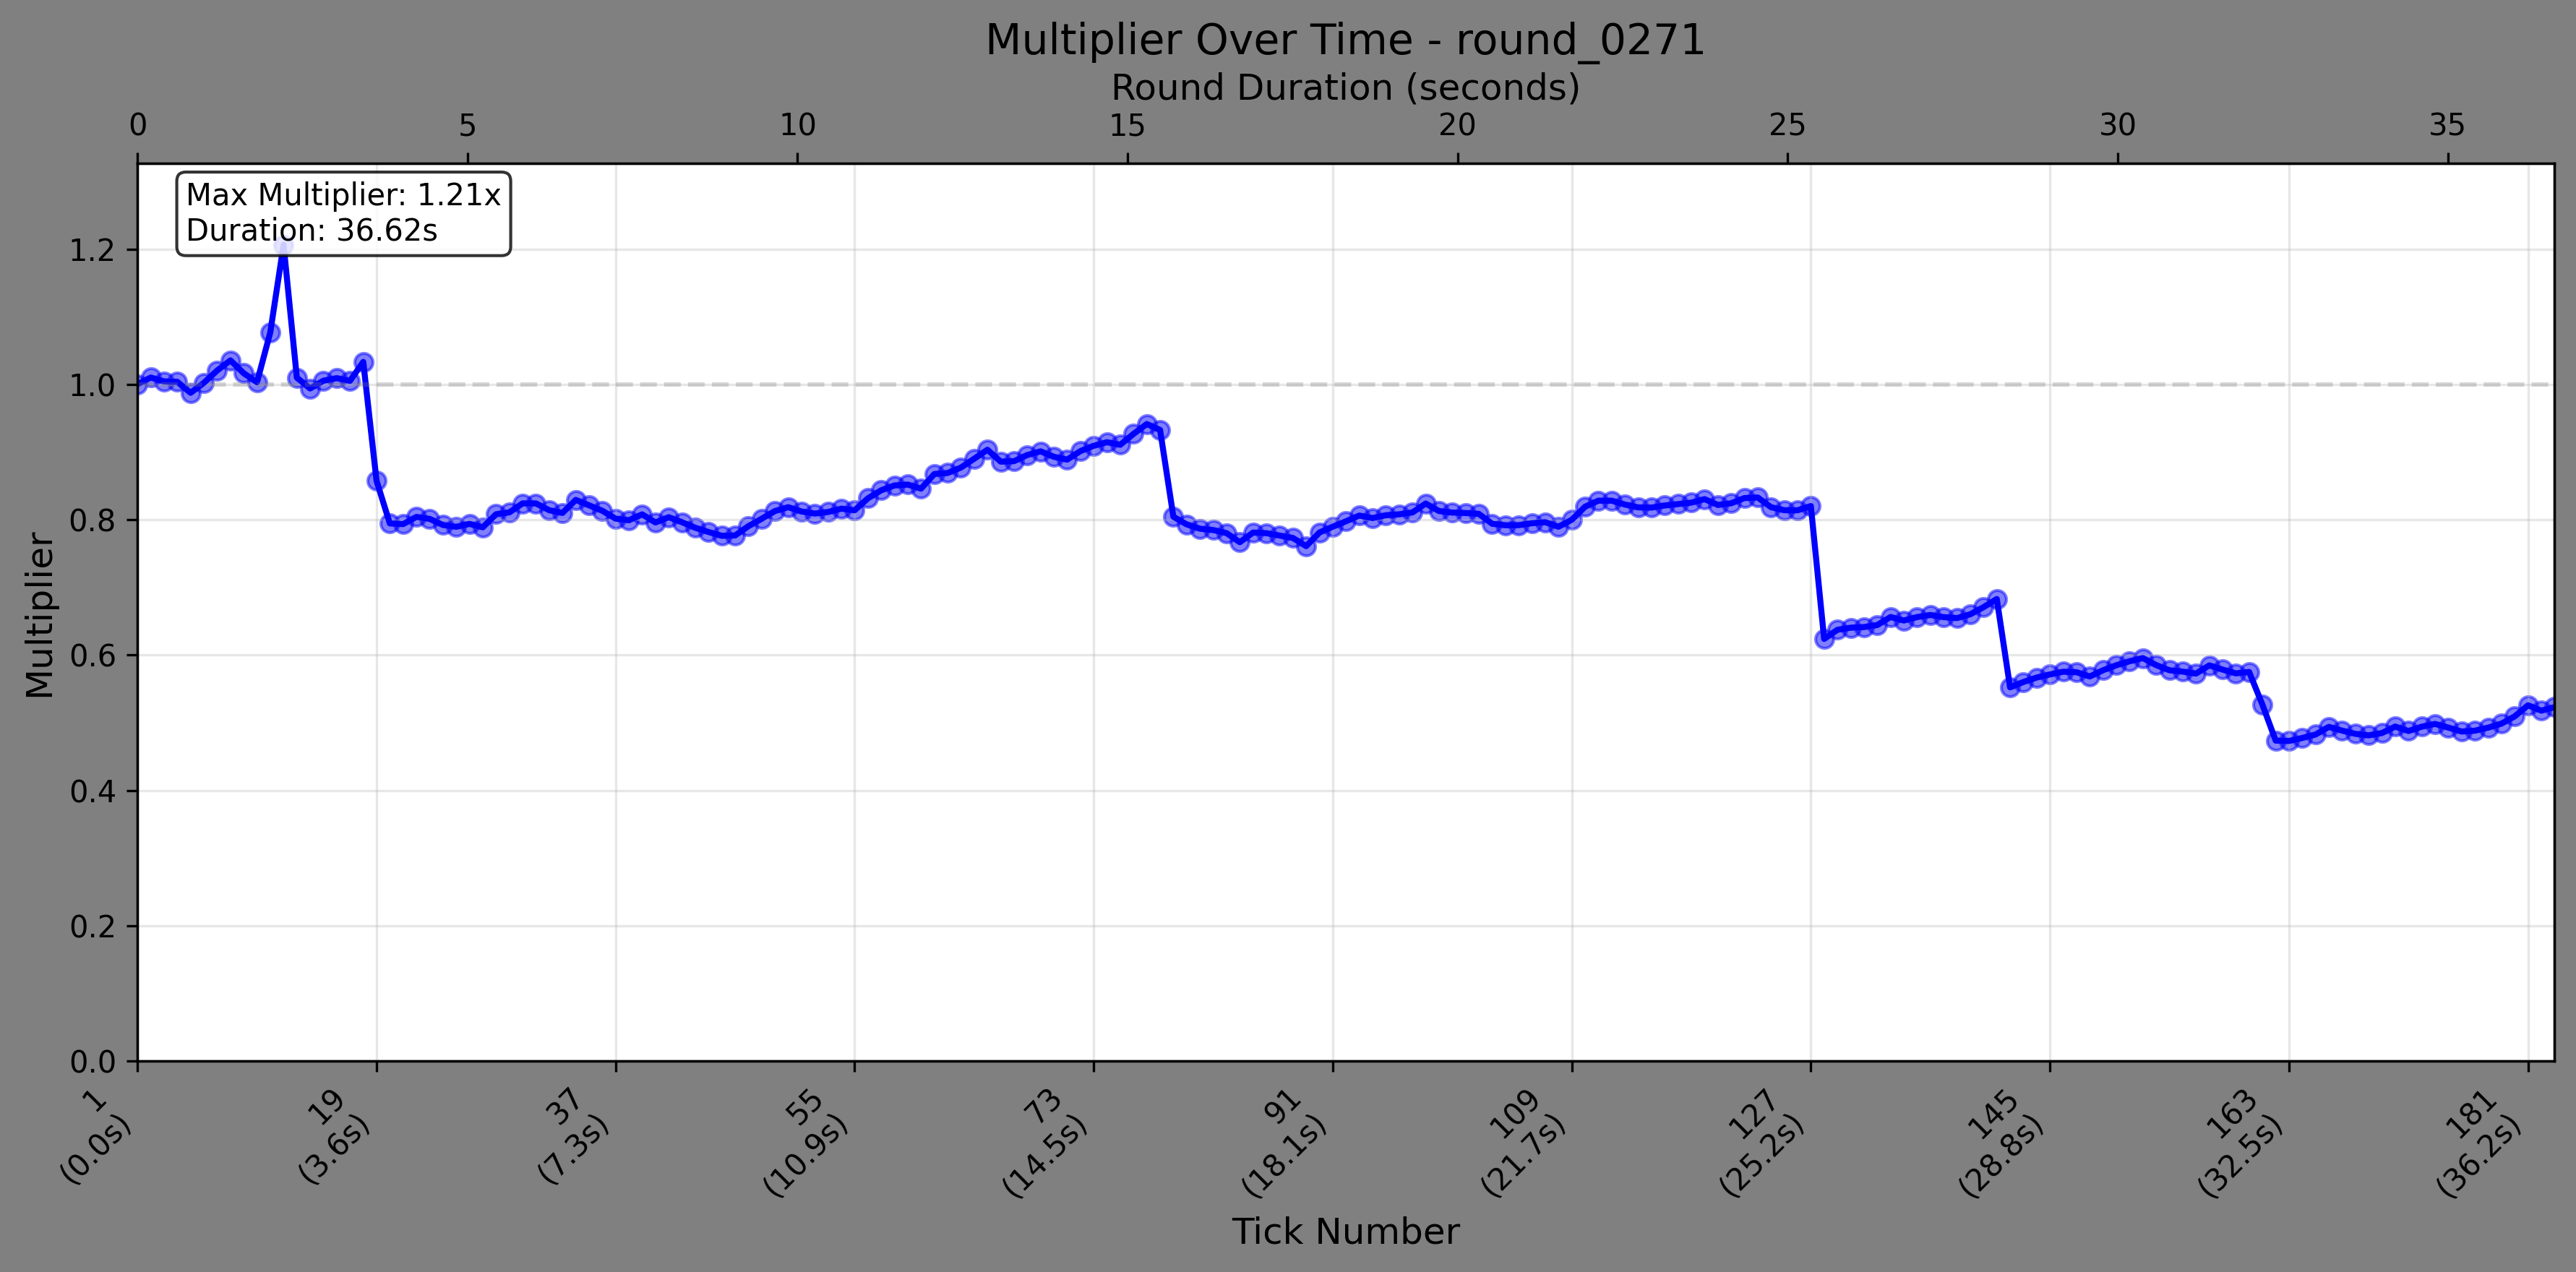 Multiplier Over Time - round_0271
Round Duration (seconds)
0 5 10 15 20 25 30 35
Max Multiplier: 1.21x
Duration: 36.62s
Multiplier
1.2
1.0
0.8
0.6
0.4
0.2
0.0
1
(0.0s)
19
(3.6s)
37
(7.3s)
55
(10.9s)
73
(14.5s)
91
(18.1s)
109
(21.7s)
127
(25.2s)
145
(28.8s)
163
(32.5s)
181
(36.2s)
Tick Number